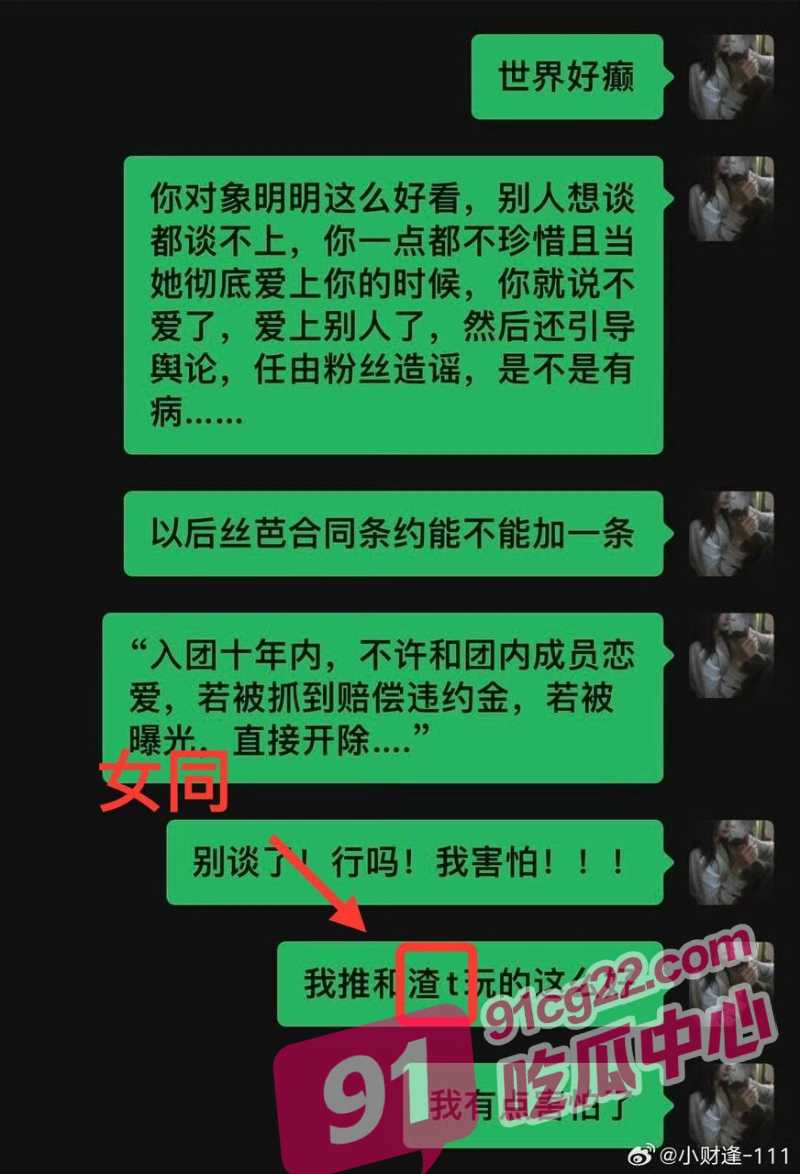 世界好癫
你对象明明这么好看，别人想谈
都谈不上，你一点都不珍惜且当
她彻底爱上你的时候，你就说不
爱了，爱上别人了，然后还引导
舆论，任由粉丝造谣，是不是有
病......
以后丝芭合同条约能不能加一条
“入团十年内，不许和团内成员恋
爱，若被抓到赔偿违约金，若被
曝光，直接开除....”
女同
别谈了！行吗！我害怕！！！
我推和渣t玩的这么好
91cg22.com
吃瓜中心
91
我有点害怕了
@小财逢-111